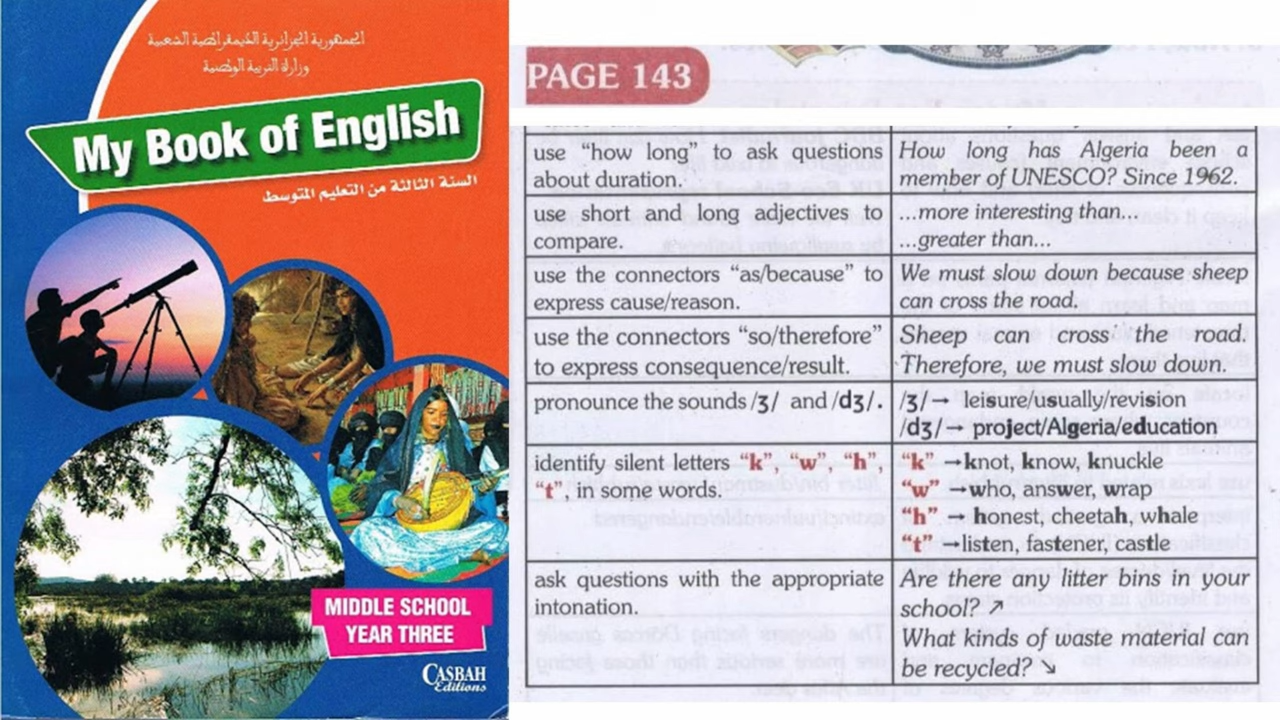 الجمهورية الجزائرية الديمقراطية الشعبية
وزارة التربية الوطنية
My Book of English
السنة الثالثة من التعليم المتوسط
MIDDLE SCHOOL
YEAR THREE
CASBAH
Editions
PAGE 143
use “how long” to ask questions
about duration.
How long has Algeria been a
member of UNESCO? Since 1962.
use short and long adjectives to
compare.
...more interesting than...
...greater than...
use the connectors “as/because” to
express cause/reason.
We must slow down because sheep
can cross the road.
use the connectors “so/therefore”
to express consequence/result.
Sheep can cross the road.
Therefore, we must slow down.
pronounce the sounds /ʒ/ and /dʒ/.
/ʒ/→ leisure/usually/revision
/dʒ/→ project/Algeria/education
identify silent letters “k”, “w”, “h”,
“t”, in some words.
“k” →knot, know, knuckle
“w” →who, answer, wrap
“h” →honest, cheetah, whale
“t” →listen, fastener, castle
ask questions with the appropriate
intonation.
Are there any litter bins in your
school? ↗
What kinds of waste material can
be recycled? ↘